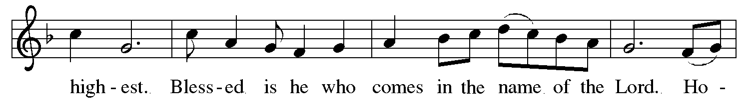 high - est. Bless - ed is he who comes in the name of the Lord. Ho -